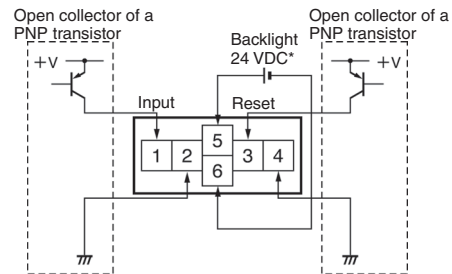 Open collector of a
PNP transistor
Open collector of a
PNP transistor
Backlight
24 VDC*
+V
+V
Input
Reset
1 2 5 6 3 4